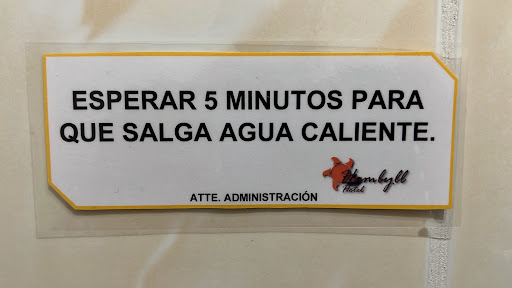 ESPERAR 5 MINUTOS PARA
QUE SALGA AGUA CALIENTE.
Hotel
ATTE. ADMINISTRACIÓN